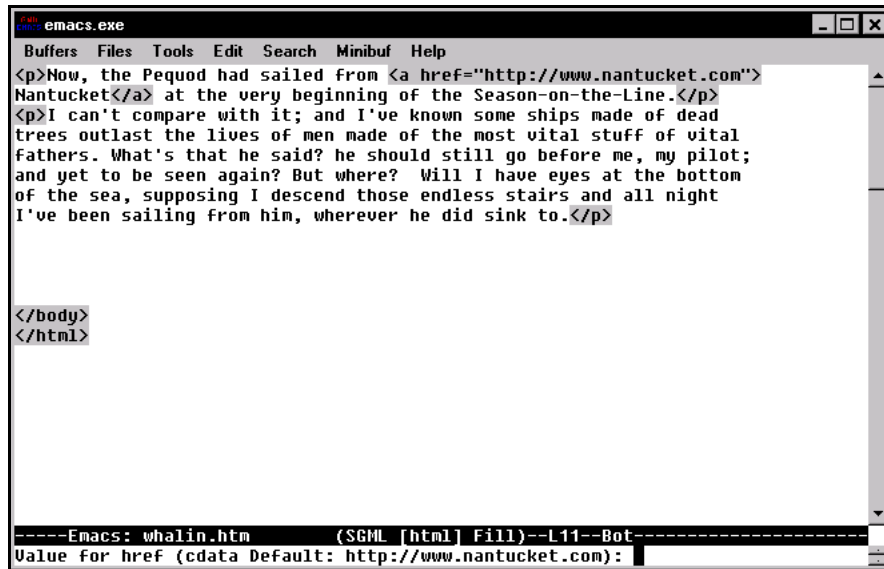 emacs.exe
Buffers Files Tools Edit Search Minibuf Help
<p>Now, the Pequod had sailed from <a href="http://www.nantucket.com">
Nantucket</a> at the very beginning of the Season-on-the-Line.</p>
<p>I can't compare with it; and I've known some ships made of dead
trees outlast the lives of men made of the most vital stuff of vital
fathers. What's that he said? he should still go before me, my pilot;
and yet to be seen again? But where?  Will I have eyes at the bottom
of the sea, supposing I descend those endless stairs and all night
I've been sailing from him, wherever he did sink to.</p>
</body>
</html>
-----Emacs: whalin.htm        (SGML [html] Fill)--L11--Bot-----------------------
Value for href (cdata Default: http://www.nantucket.com):